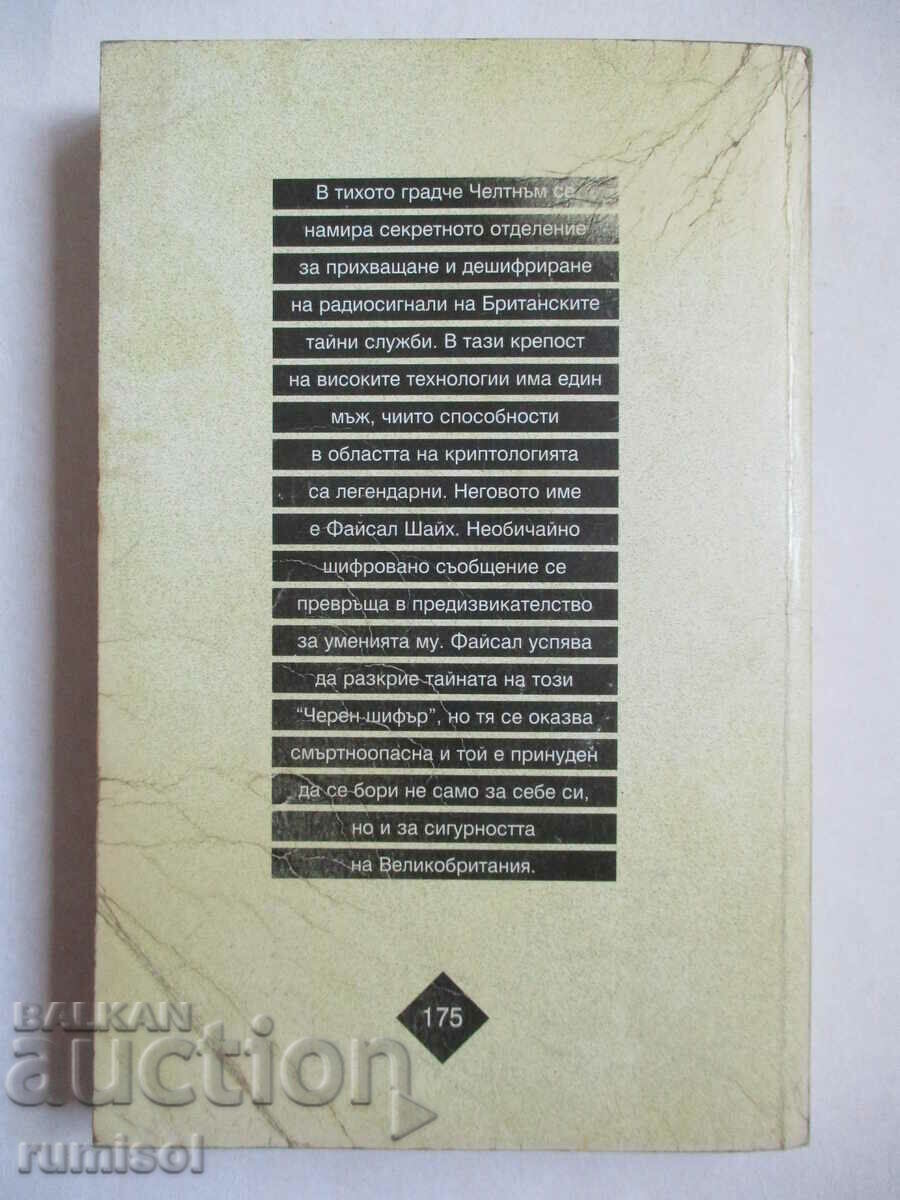 В тихото градче Челтнъм се
намира секретното отделение
за прихващане и дешифриране
на радиосигнали на Британските
тайни служби. В тази крепост
на високите технологии има един
мъж, чиито способности
в областта на криптологията
са легендарни. Неговото име
е Файсал Шайх. Необичайно
шифровано съобщение се
превръща в предизвикателство
за уменията му. Файсал успява
да разкрие тайната на този
"Черен шифър", но тя се оказва
смъртноопасна и той е принуден
да се бори не само за себе си,
но и за сигурността
на Великобритания.
175
BALKAN
auction
rumisol